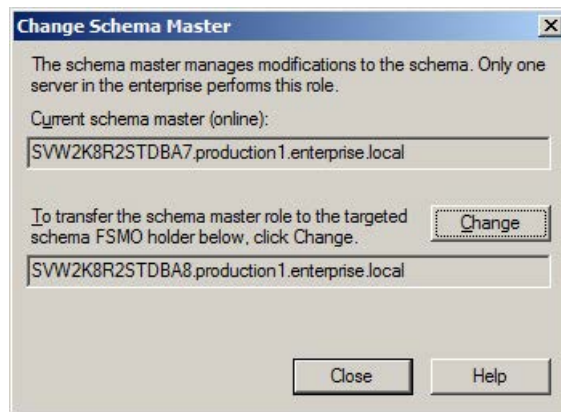 Change Schema Master
The schema master manages modifications to the schema. Only one
server in the enterprise performs this role.
Current schema master (online):
SVW2K8R2STDBA7.production1.enterprise.local
To transfer the schema master role to the targeted
schema FSMO holder below, click Change.
Change
SVW2K8R2STDBA8.production1.enterprise.local
Close
Help